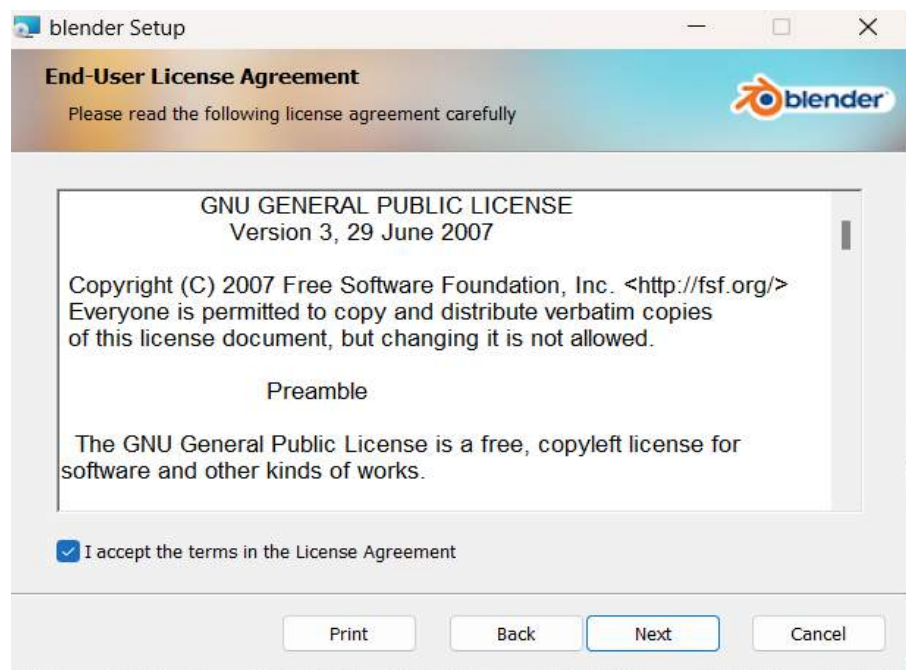 blender Setup
End-User License Agreement
Please read the following license agreement carefully
blender
GNU GENERAL PUBLIC LICENSE
Version 3, 29 June 2007
Copyright (C) 2007 Free Software Foundation, Inc. <http://fsf.org/>
Everyone is permitted to copy and distribute verbatim copies
of this license document, but changing it is not allowed.
Preamble
The GNU General Public License is a free, copyleft license for
software and other kinds of works.
I accept the terms in the License Agreement
Print Back Next Cancel